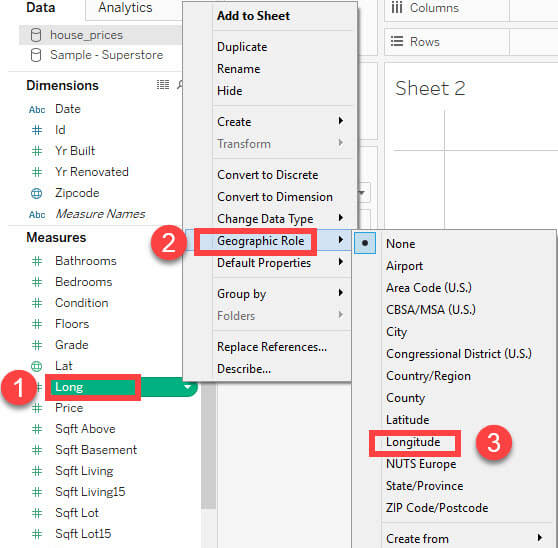 Data
Analytics
house_prices
Sample - Superstore
Dimensions
Abc Date
# Id
# Yr Built
# Yr Renovated
Zipcode
Abc Measure Names
Measures
# Bathrooms
# Bedrooms
# Condition
# Floors
# Grade
Lat
1
# Long
# Price
# Sqft Above
# Sqft Basement
# Sqft Living
# Sqft Living15
# Sqft Lot
# Sqft Lot15
Add to Sheet
Duplicate
Rename
Hide
Create
Transform
Convert to Discrete
Convert to Dimension
Change Data Type
2
Geographic Role
Default Properties
Group by
Folders
Replace References...
Describe...
None
Airport
Area Code (U.S.)
CBSA/MSA (U.S.)
City
Congressional District (U.S.)
Country/Region
County
Latitude
Longitude
3
NUTS Europe
State/Province
ZIP Code/Postcode
Create from
Columns
Rows
Sheet 2